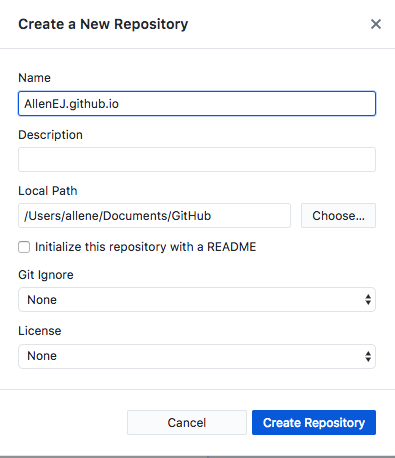 Create a New Repository
Name
AllenEJ.github.io
Description
Local Path
/Users/allene/Documents/GitHub
Choose...
Initialize this repository with a README
Git Ignore
None
License
None
Cancel
Create Repository